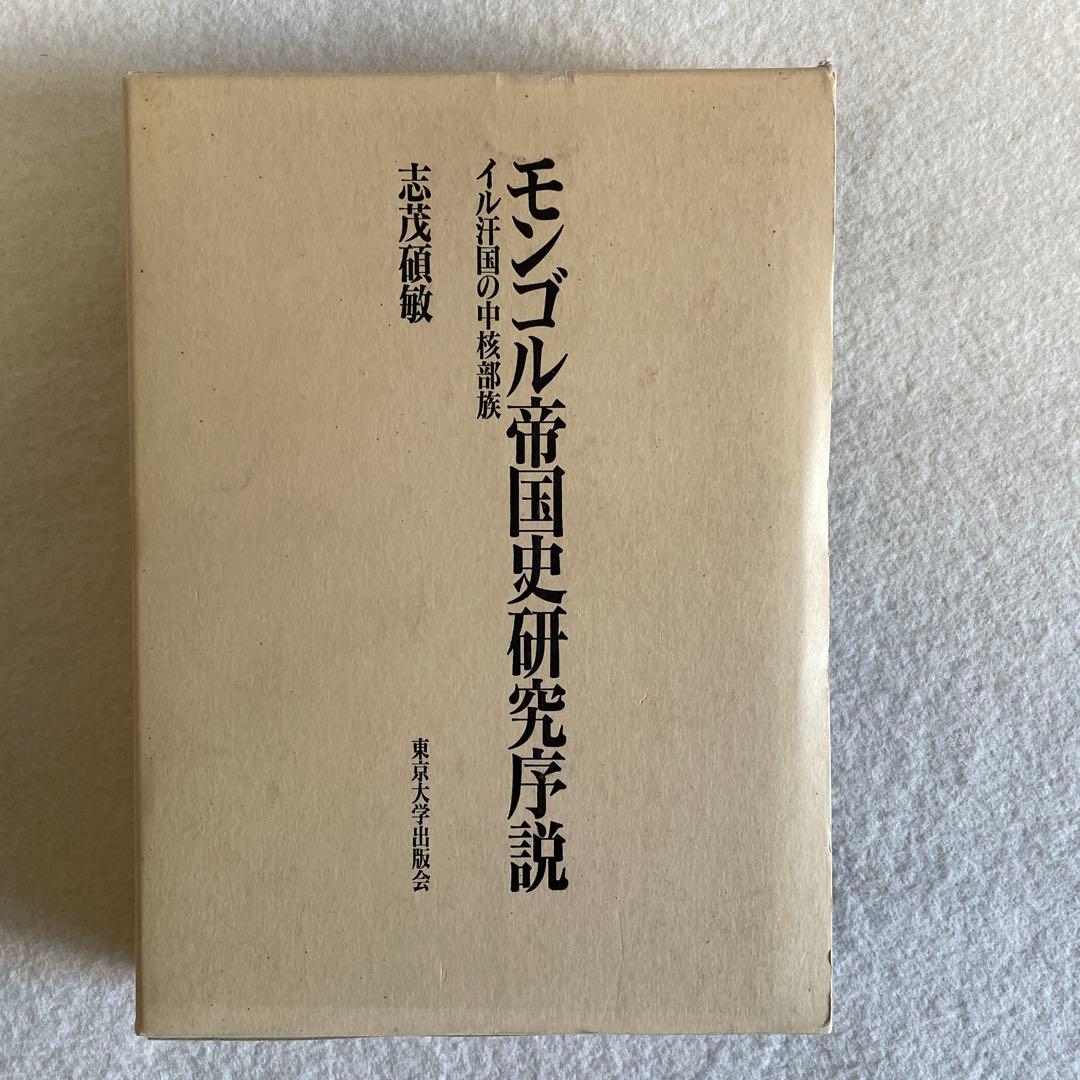 モンゴル帝国史研究序説
イル汗国の中核部族
志茂碩敏
東京大学出版会